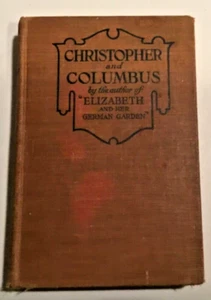 CHRISTOPHER
and
COLUMBUS
by the author of
"ELIZABETH
AND HER
GERMAN GARDEN"